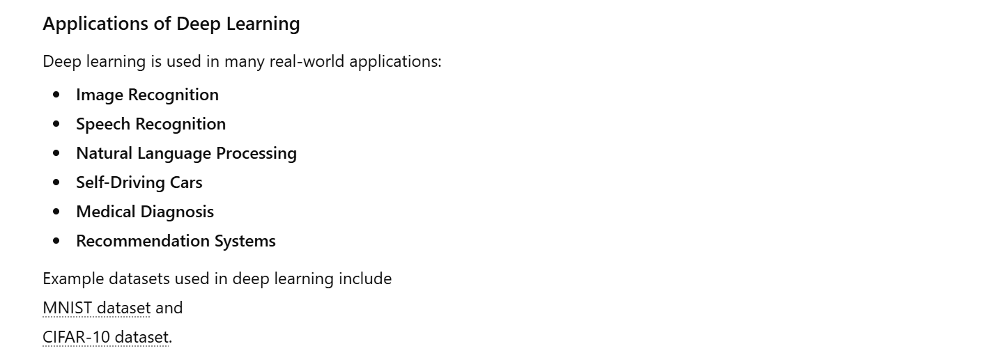 Applications of Deep Learning
Deep learning is used in many real-world applications:
Image Recognition
Speech Recognition
Natural Language Processing
Self-Driving Cars
Medical Diagnosis
Recommendation Systems
Example datasets used in deep learning include
MNIST dataset and
CIFAR-10 dataset.